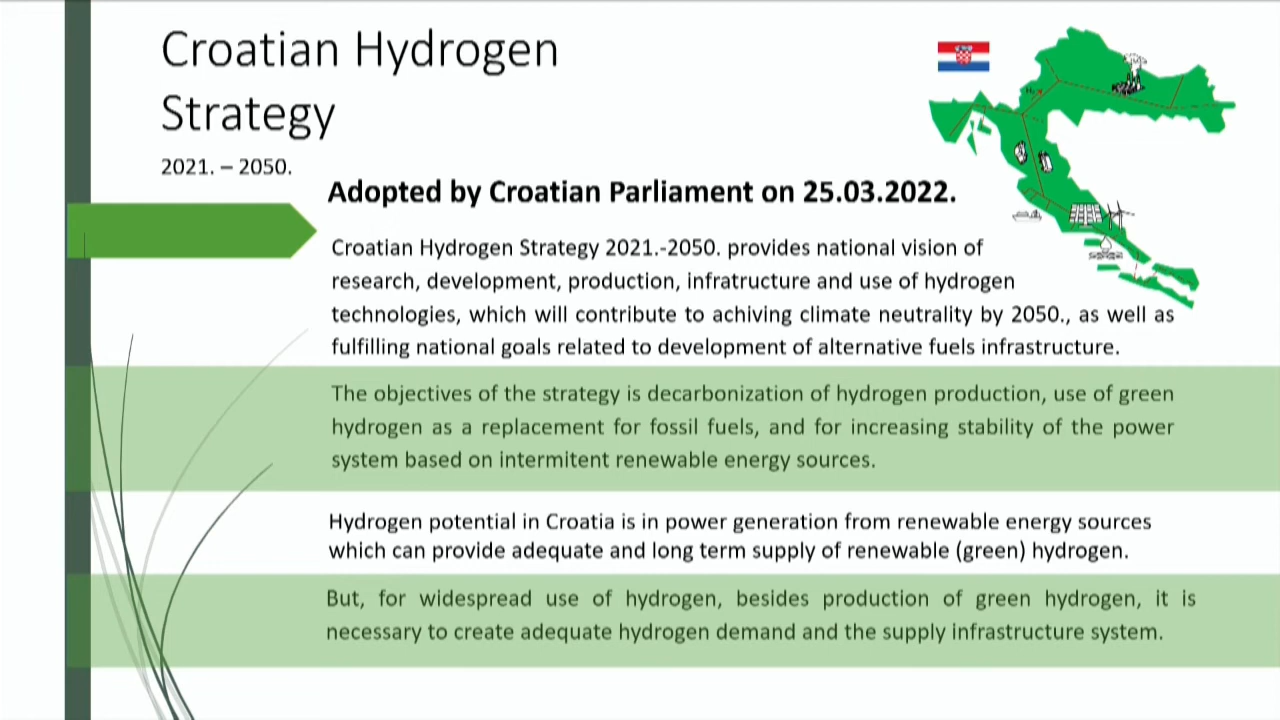 Croatian Hydrogen
Strategy
2021. – 2050.
Adopted by Croatian Parliament on 25.03.2022.
Croatian Hydrogen Strategy 2021.-2050. provides national vision of
research, development, production, infratructure and use of hydrogen
technologies, which will contribute to achiving climate neutrality by 2050., as well as
fulfilling national goals related to development of alternative fuels infrastructure.
The objectives of the strategy is decarbonization of hydrogen production, use of green
hydrogen as a replacement for fossil fuels, and for increasing stability of the power
system based on intermitent renewable energy sources.
Hydrogen potential in Croatia is in power generation from renewable energy sources
which can provide adequate and long term supply of renewable (green) hydrogen.
But, for widespread use of hydrogen, besides production of green hydrogen, it is
necessary to create adequate hydrogen demand and the supply infrastructure system.